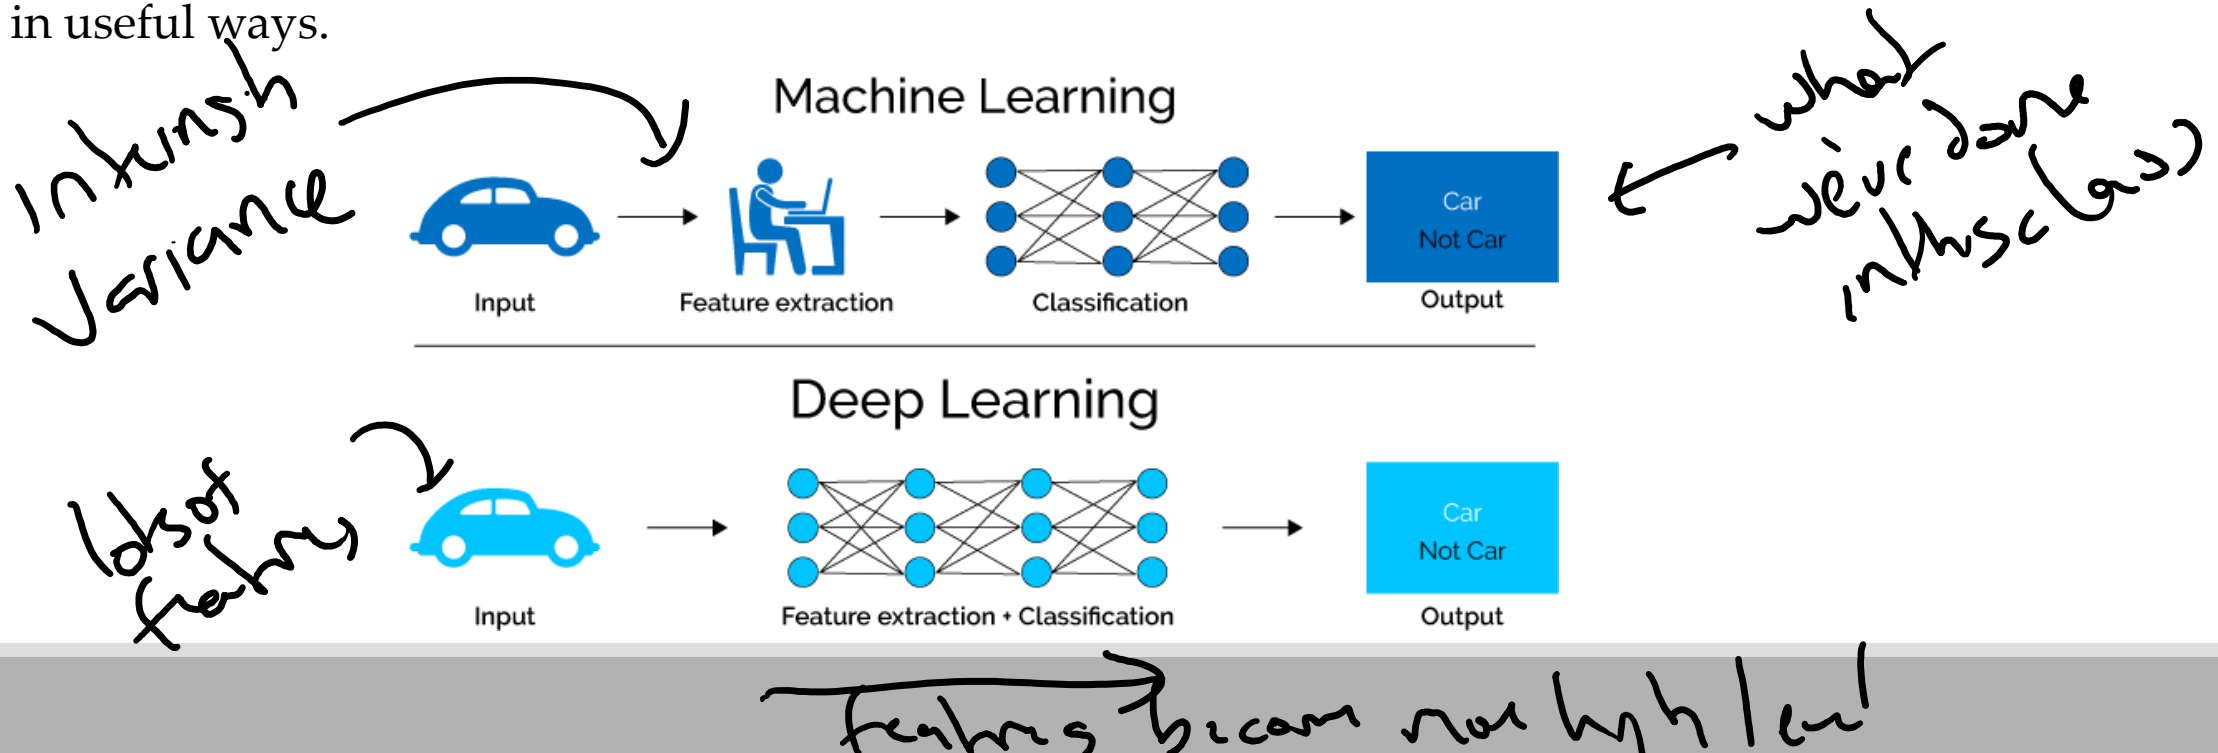 in useful ways.
variance
Machine Learning
what
we've done
in this class
Car
Not Car
Input
Feature extraction
Classification
Output
Deep Learning
lots of
features
Car
Not Car
Input
Feature extraction + Classification
Output
features become more high level